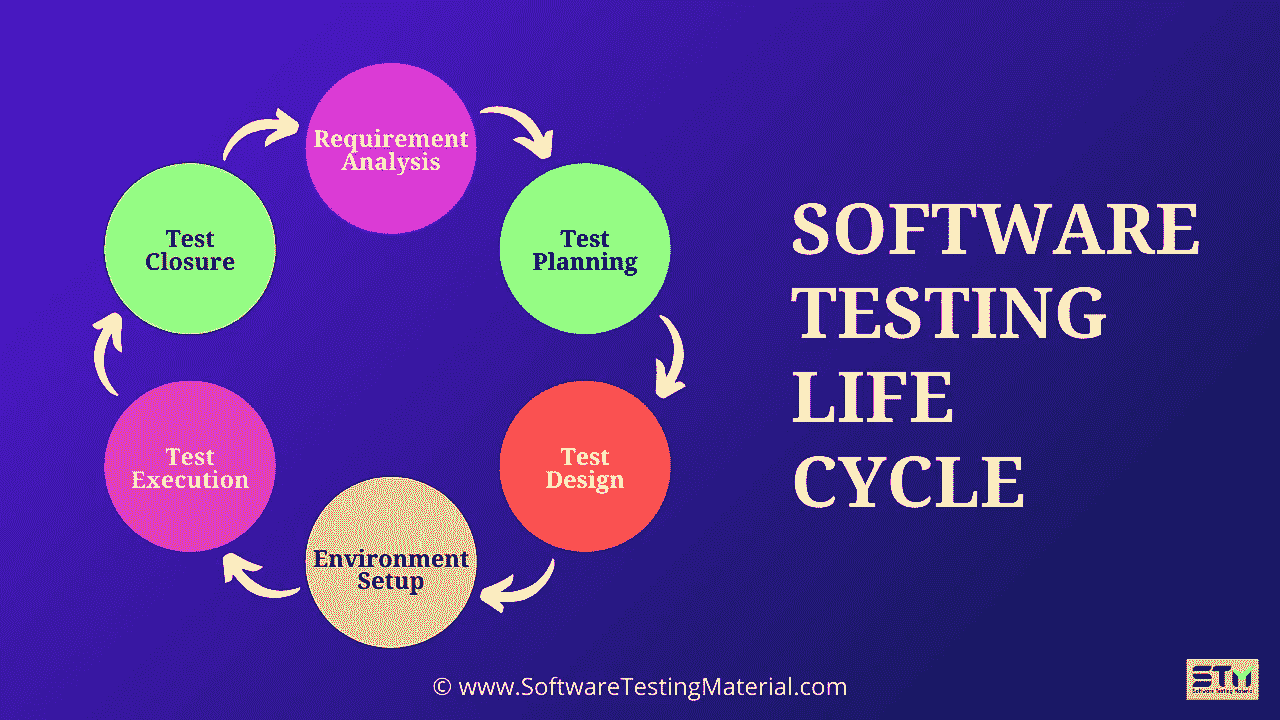 Requirement
Analysis
Test
Planning
Test
Design
Environment
Setup
Test
Execution
Test
Closure
SOFTWARE
TESTING
LIFE
CYCLE
© www.SoftwareTestingMaterial.com
STM
Software Testing Material